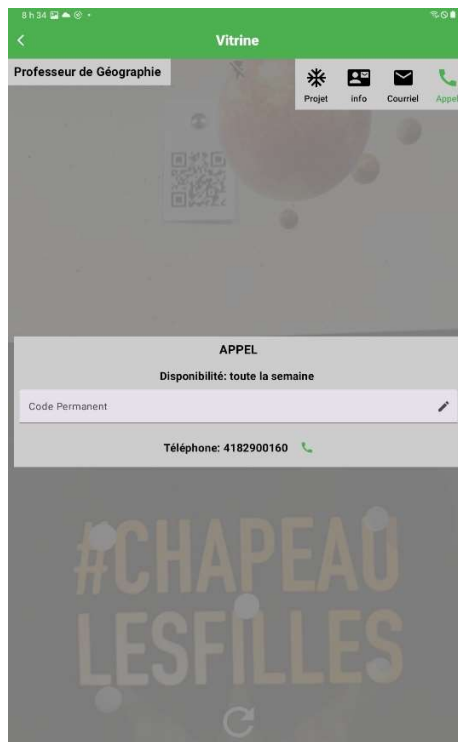 8 h 34
Vitrine
Professeur de Géographie
Projet info Courriel Appel
APPEL
Disponibilité: toute la semaine
Code Permanent
Téléphone: 4182900160
#CHAPEAU
LESFILLES